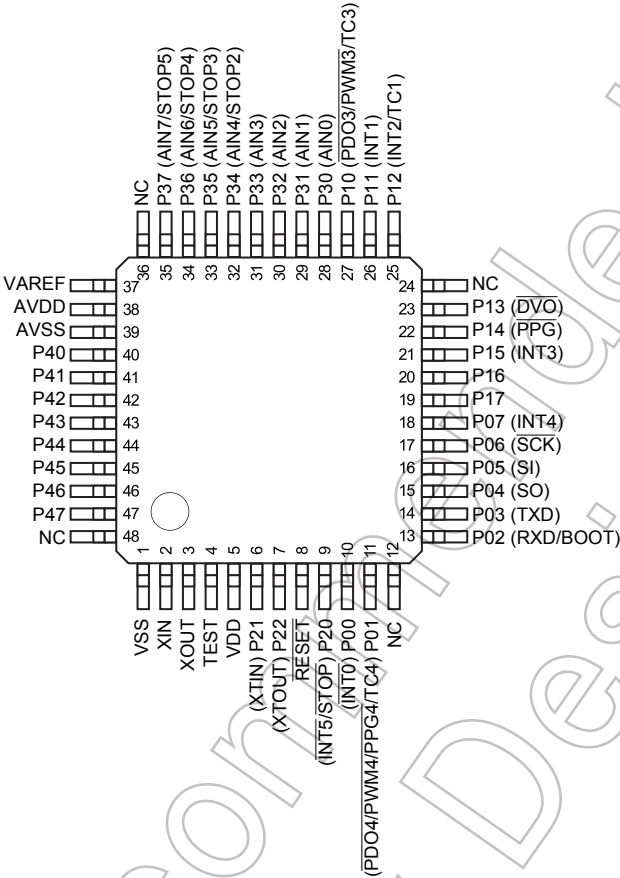 NC
P37 (AIN7/STOP5)
P36 (AIN6/STOP4)
P35 (AIN5/STOP3)
P34 (AIN4/STOP2)
P33 (AIN3)
P32 (AIN2)
P31 (AIN1)
P30 (AIN0)
P10 (PDO3/PWM3/TC3)
P11 (INT1)
P12 (INT2/TC1)
36 35 34 33 32 31 30 29 28 27 26 25
VAREF 37
AVDD 38
AVSS 39
P40 40
P41 41
P42 42
P43 43
P44 44
P45 45
P46 46
P47 47
NC 48
24 NC
23 P13 (DVO)
22 P14 (PPG)
21 P15 (INT3)
20 P16
19 P17
18 P07 (INT4)
17 P06 (SCK)
16 P05 (SI)
15 P04 (SO)
14 P03 (TXD)
13 P02 (RXD/BOOT)
1 2 3 4 5 6 7 8 9 10 11 12
VSS
XIN
XOUT
TEST
VDD
(XTIN) P21
(XTOUT) P22
RESET
(INT5/STOP) P20
(INT0) P00
(PDO4/PWM4/PPG4/TC4) P01
NC